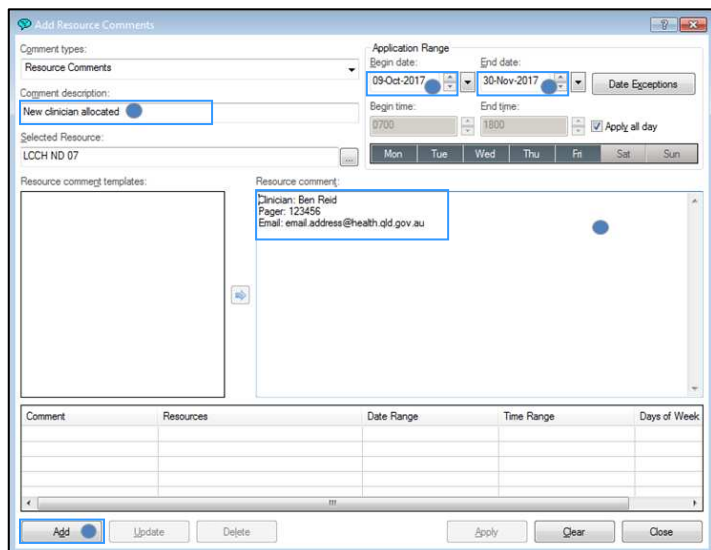 Add Resource Comments
Comment types:
Resource Comments
Comment description:
New clinician allocated
Selected Resource:
LCCH ND 07
...
Application Range
Begin date:
End date:
09-Oct-2017
30-Nov-2017
Date Exceptions
Begin time:
End time:
0700
1800
Apply all day
Mon Tue Wed Thu Fri Sat Sun
Resource comment templates:
Resource comment:
Clinician: Ben Reid
Pager: 123456
Email: email.address@health.qld.gov.au
Comment Resources Date Range Time Range Days of Week
Add Update Delete Apply Clear Close